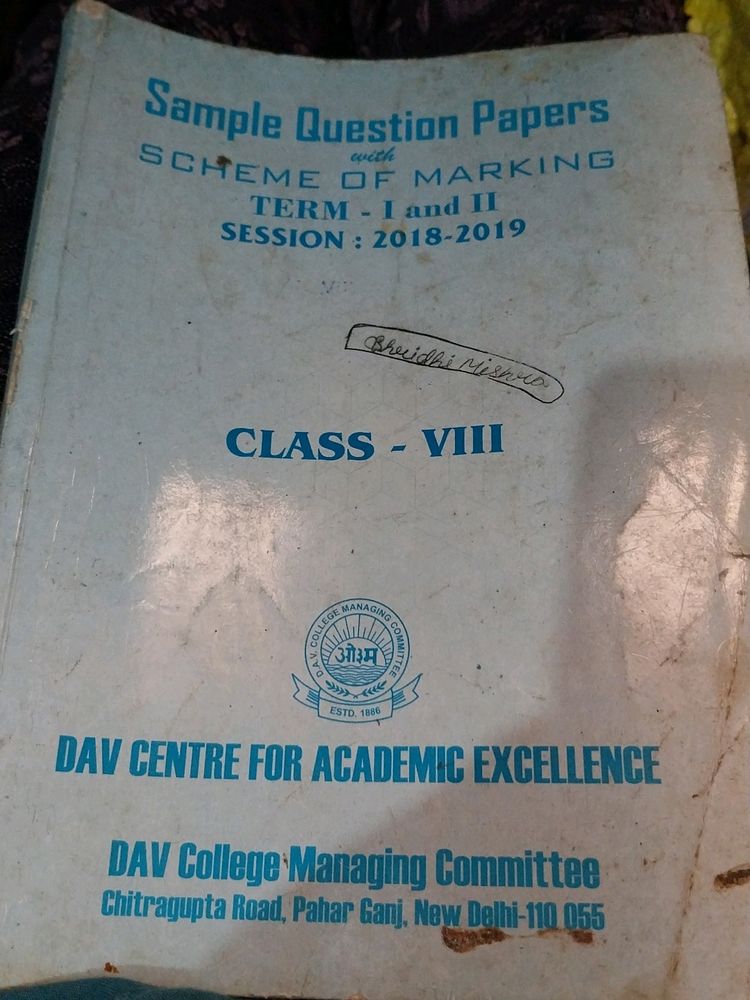 Sample Question Papers
with
SCHEME OF MARKING
TERM - I and II
SESSION : 2018-2019
Mishra
CLASS - VIII
D.A.V. COLLEGE MANAGING COMMITTEE
ओ३म्
ESTD. 1886
DAV CENTRE FOR ACADEMIC EXCELLENCE
DAV College Managing Committee
Chitragupta Road, Pahar Ganj, New Delhi-110 055